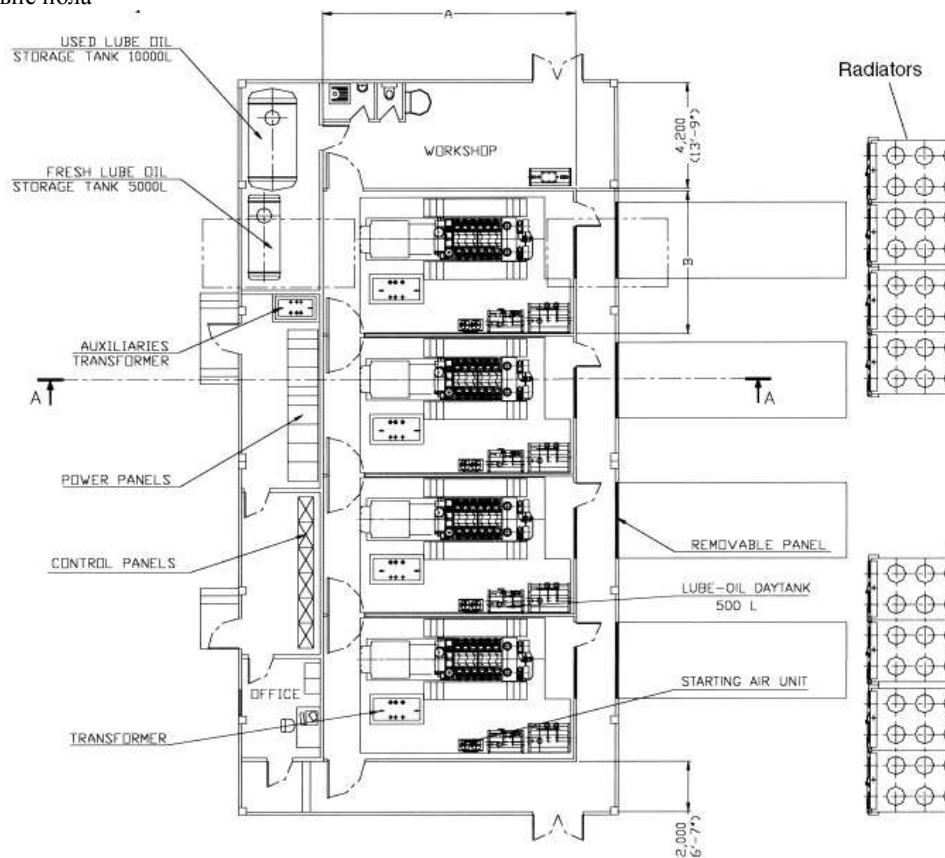 вне пола
A
USED LUBE OIL
STORAGE TANK 10000L
Radiators
4,200
(13'-9")
WORKSHOP
FRESH LUBE OIL
STORAGE TANK 5000L
B
AUXILIARIES
TRANSFORMER
A
A
POWER PANELS
REMOVABLE PANEL
CONTROL PANELS
LUBE-OIL DAYTANK
500 L
OFFICE
STARTING AIR UNIT
TRANSFORMER
2,000
6'-7")